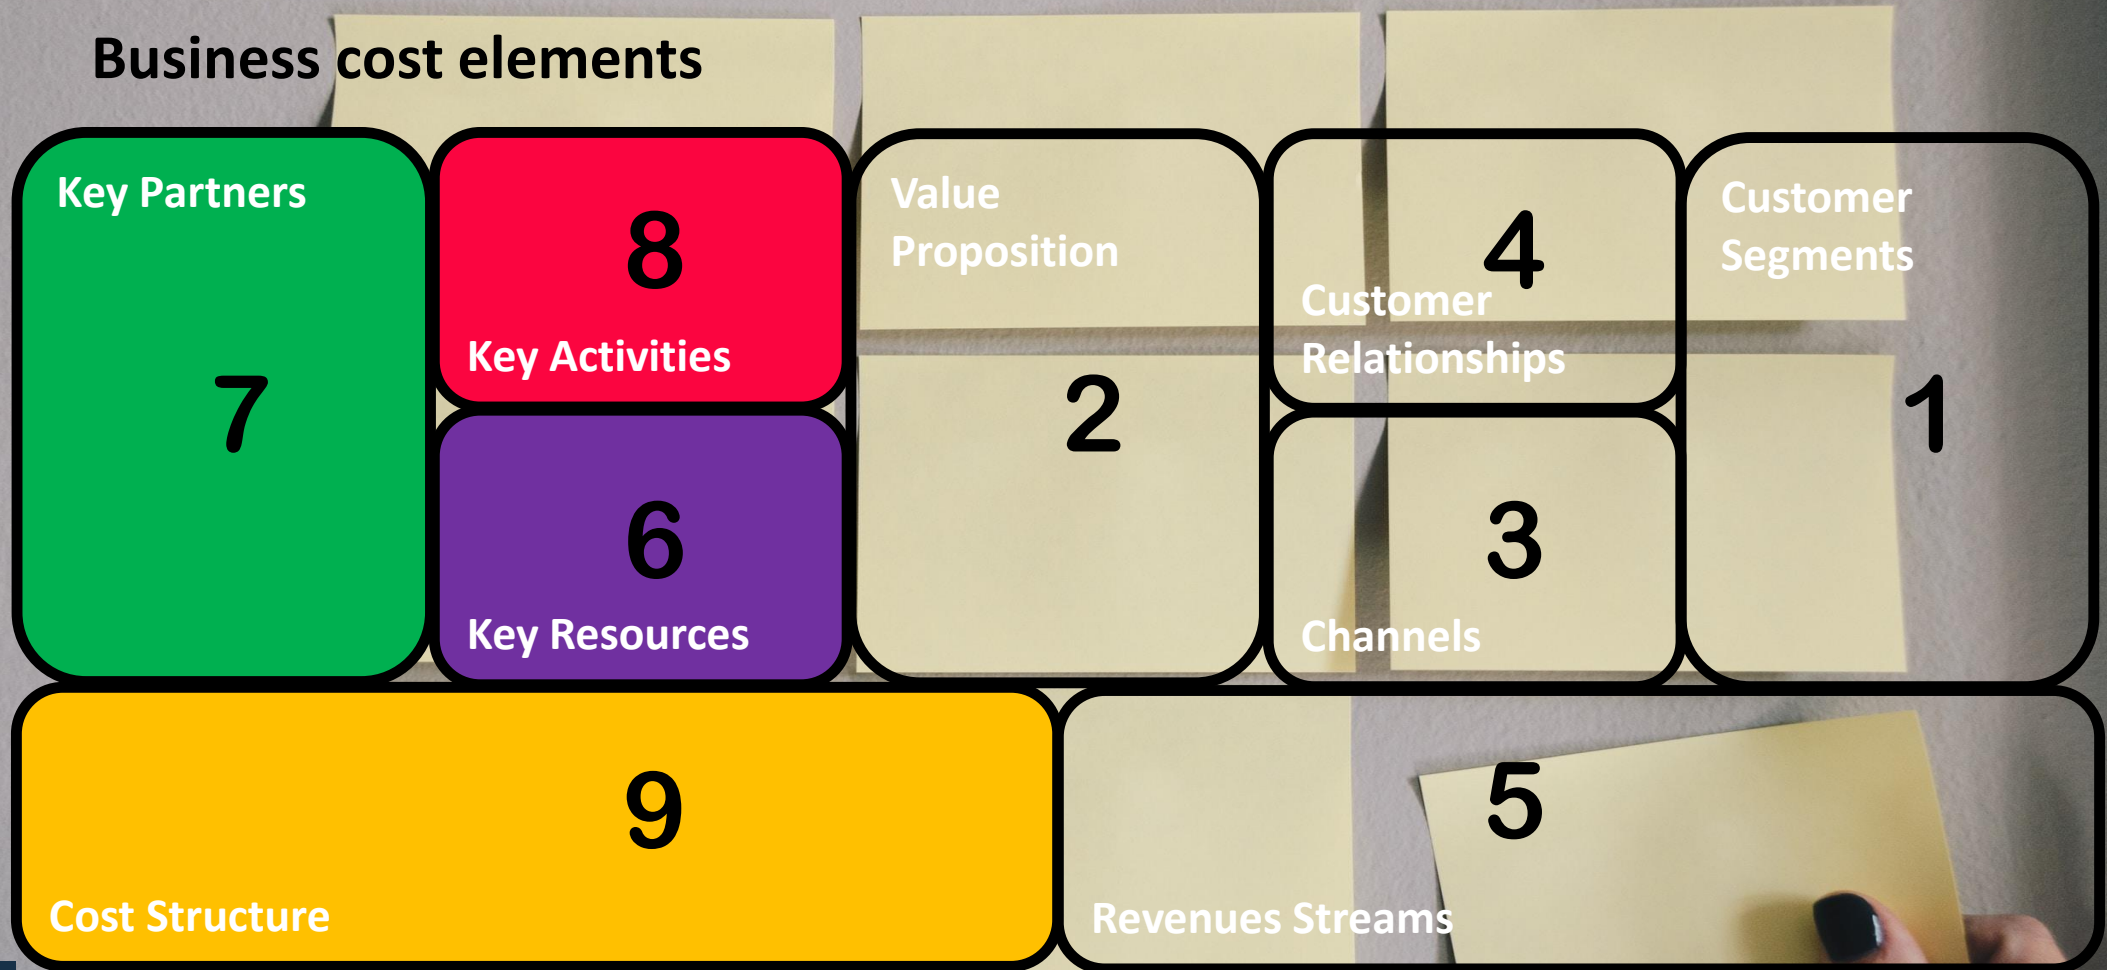 Business cost elements
Key Partners
7
8
Key Activities
6
Key Resources
Value
Proposition
2
4
Customer
Relationships
3
Channels
Customer
Segments
1
9
Cost Structure
5
Revenues Streams